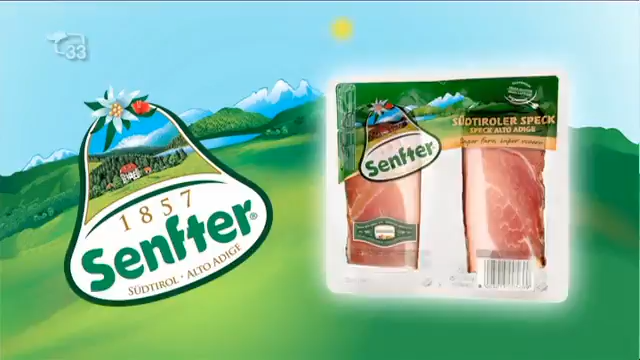 33
1857
Senfter®
SÜDTIROL · ALTO ADIGE
Senfter
SÜDTIROLER SPECK
SPECK ALTO ADIGE